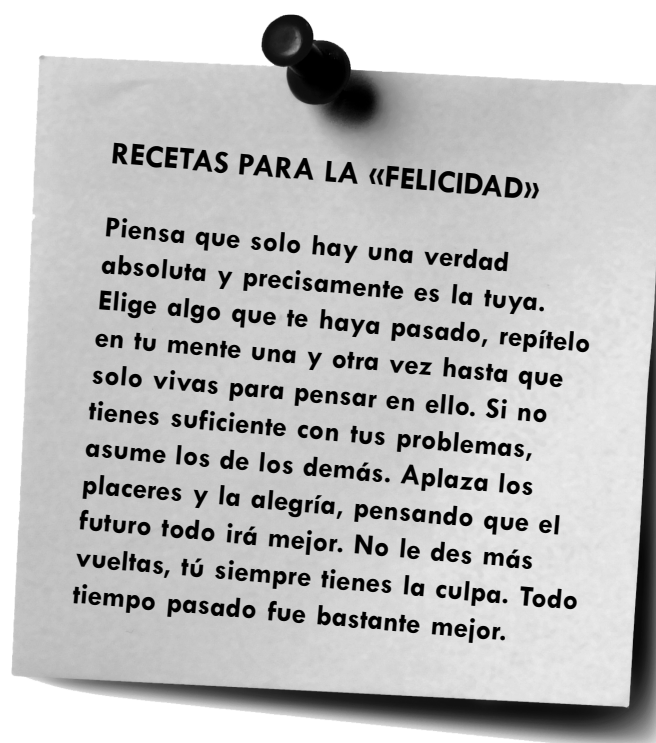 RECETAS PARA LA «FELICIDAD»
Piensa que solo hay una verdad
absoluta y precisamente es la tuya.
Elige algo que te haya pasado, repítelo
en tu mente una y otra vez hasta que
solo vivas para pensar en ello. Si no
tienes suficiente con tus problemas,
asume los de los demás. Aplaza los
placeres y la alegría, pensando que el
futuro todo irá mejor. No le des más
vueltas, tú siempre tienes la culpa. Todo
tiempo pasado fue bastante mejor.